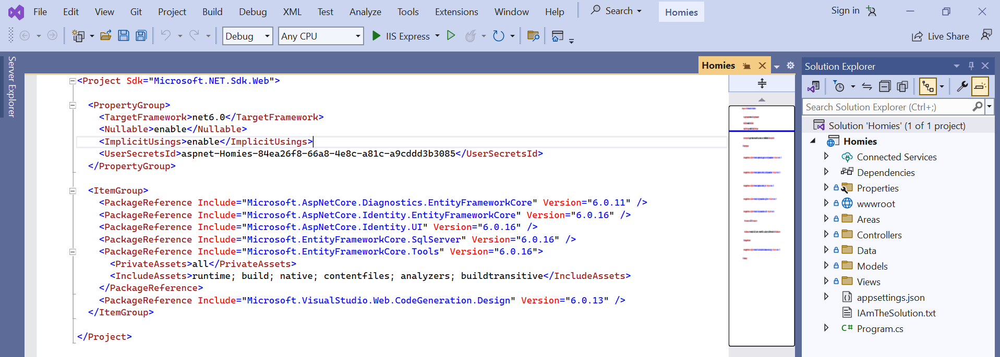 File Edit View Git Project Build Debug XML Test Analyze Tools Extensions Window Help Search Homies Sign in
Debug Any CPU IIS Express Live Share
Server Explorer
Homies
<Project Sdk="Microsoft.NET.Sdk.Web">
<PropertyGroup>
<TargetFramework>net6.0</TargetFramework>
<Nullable>enable</Nullable>
<ImplicitUsings>enable</ImplicitUsings>
<UserSecretsId>aspnet-Homies-84ea26f8-66a8-4e8c-a81c-a9cddd3b3085</UserSecretsId>
</PropertyGroup>
<ItemGroup>
<PackageReference Include="Microsoft.AspNetCore.Diagnostics.EntityFrameworkCore" Version="6.0.11" />
<PackageReference Include="Microsoft.AspNetCore.Identity.EntityFrameworkCore" Version="6.0.16" />
<PackageReference Include="Microsoft.AspNetCore.Identity.UI" Version="6.0.16" />
<PackageReference Include="Microsoft.EntityFrameworkCore.SqlServer" Version="6.0.16" />
<PackageReference Include="Microsoft.EntityFrameworkCore.Tools" Version="6.0.16">
<PrivateAssets>all</PrivateAssets>
<IncludeAssets>runtime; build; native; contentfiles; analyzers; buildtransitive</IncludeAssets>
</PackageReference>
<PackageReference Include="Microsoft.VisualStudio.Web.CodeGeneration.Design" Version="6.0.13" />
</ItemGroup>
</Project>
Solution Explorer
Search Solution Explorer (Ctrl+;)
Solution 'Homies' (1 of 1 project)
Homies
Connected Services
Dependencies
Properties
wwwroot
Areas
Controllers
Data
Models
Views
appsettings.json
IAmTheSolution.txt
C# Program.cs